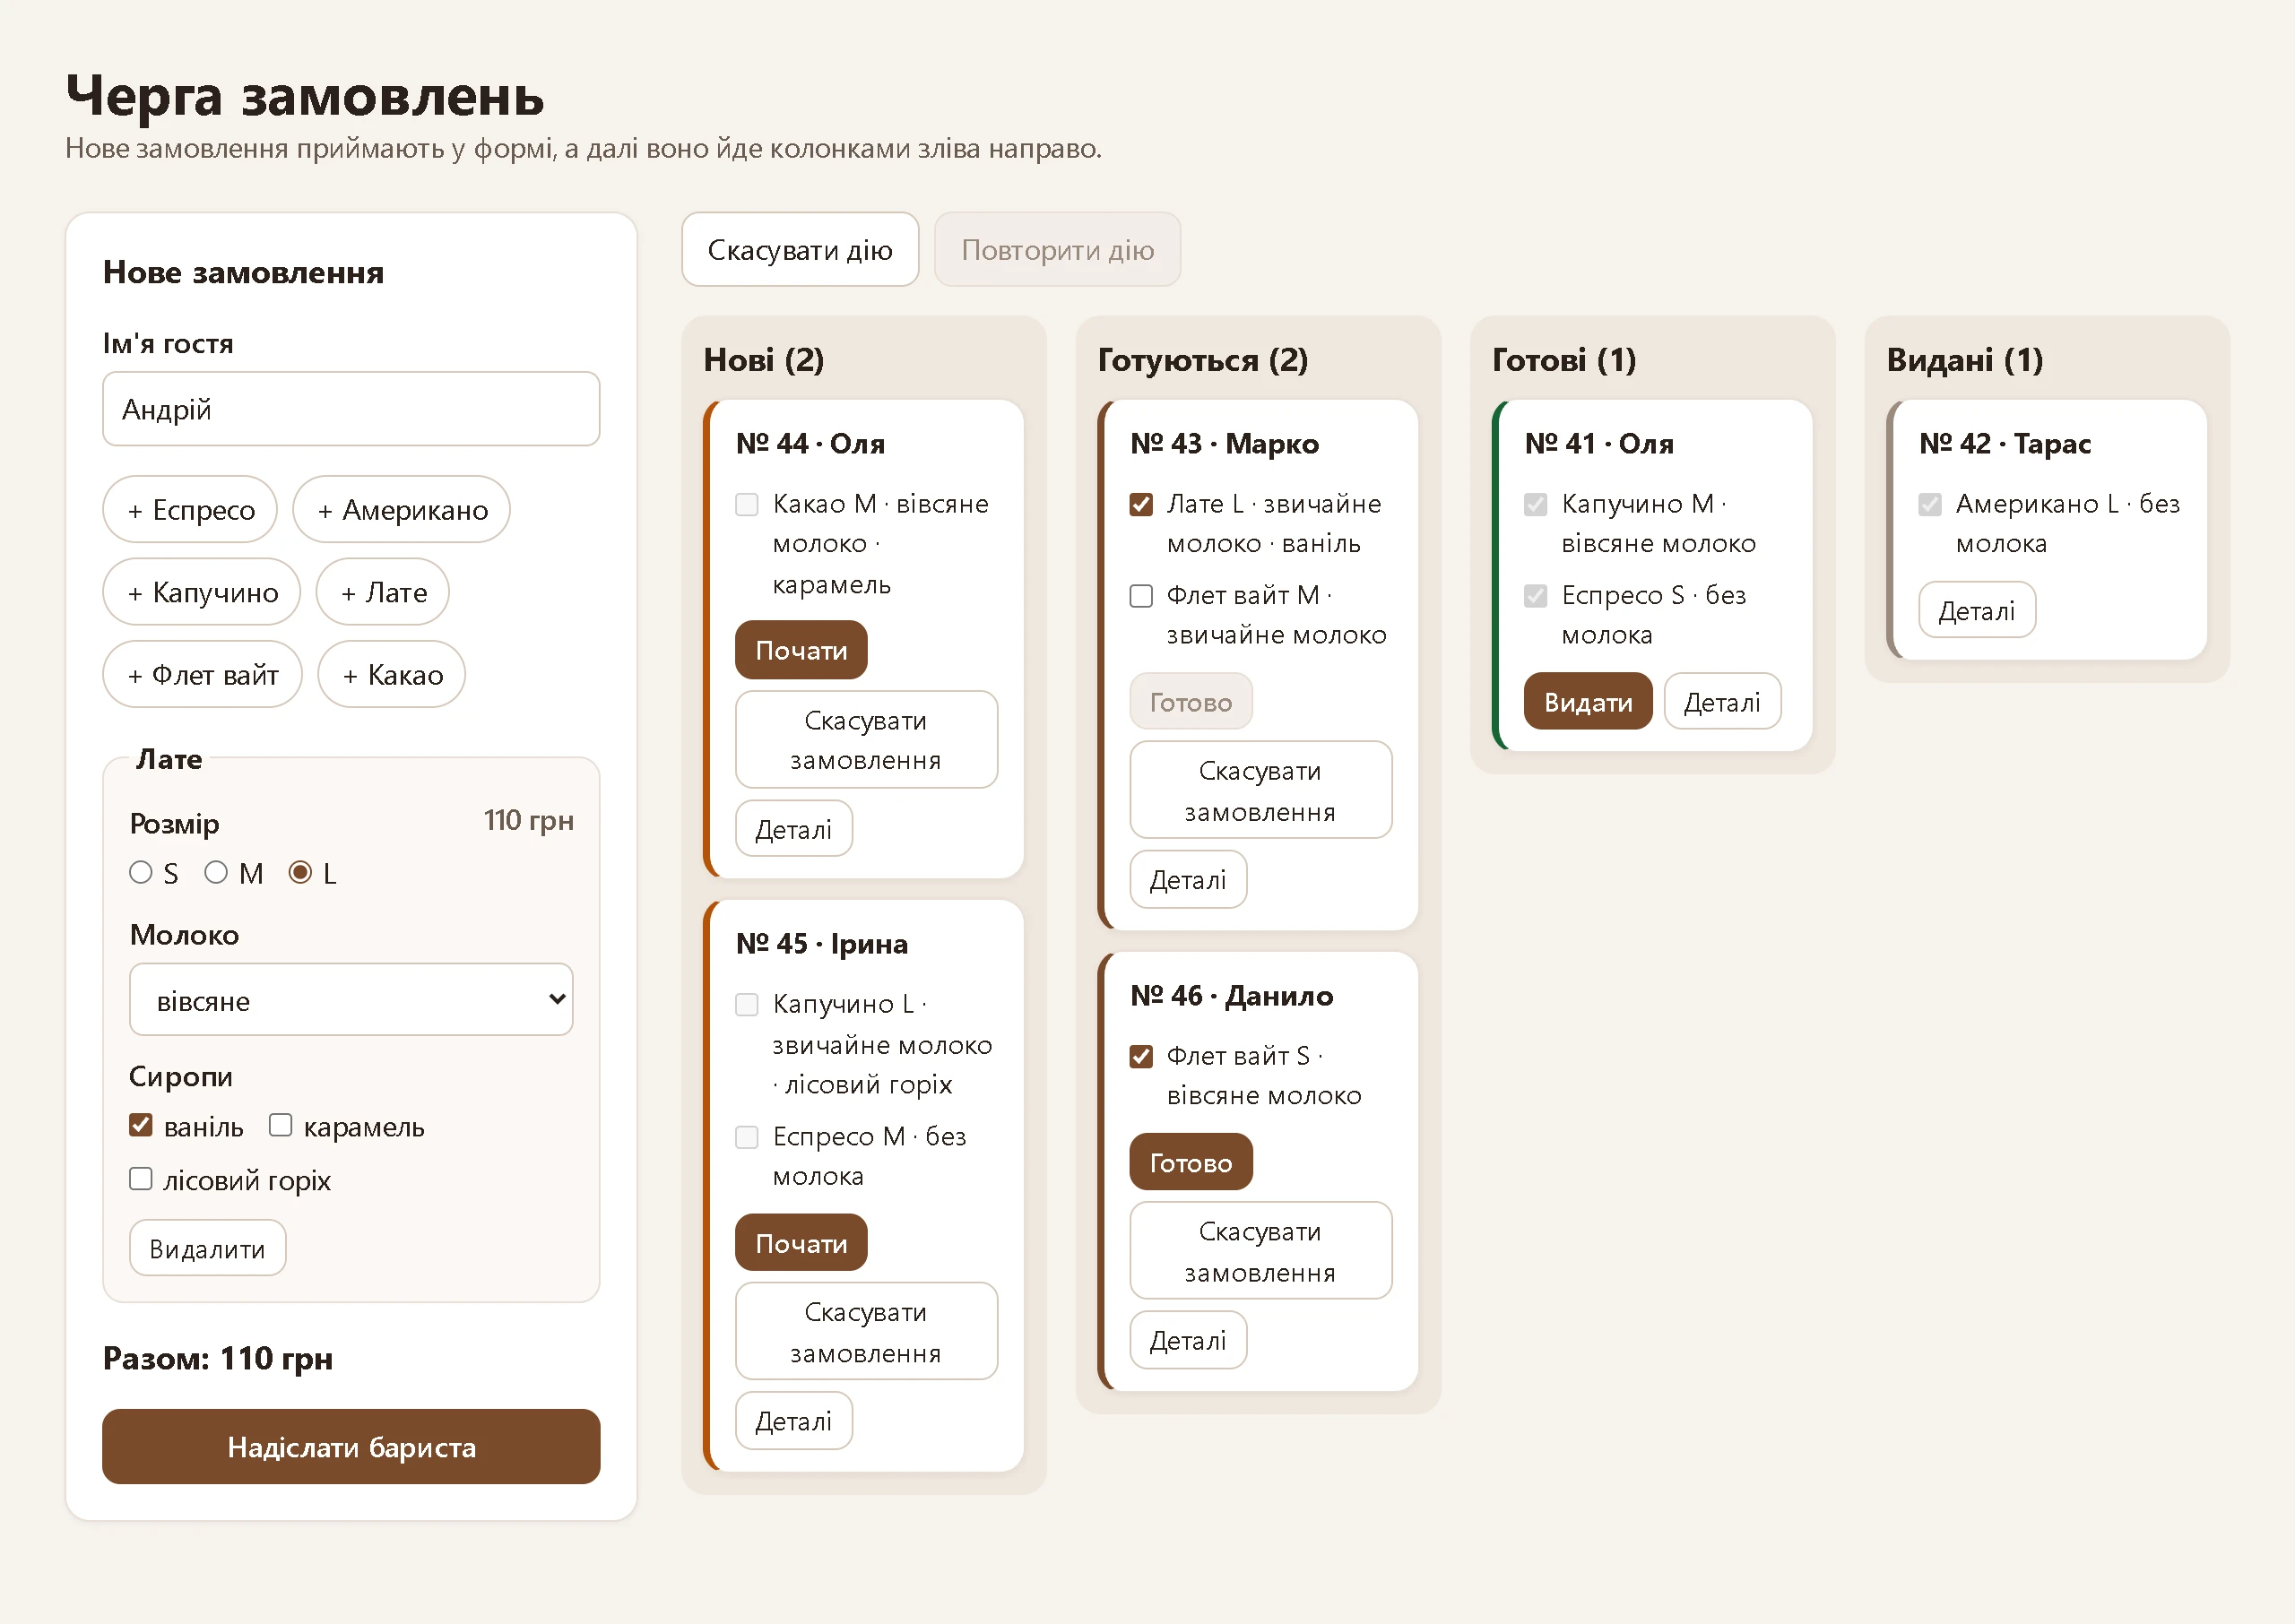 Черга замовлень
Нове замовлення приймають у формі, а далі воно йде колонками зліва направо.
Нове замовлення
Ім'я гостя
Андрій
+ Еспресо
+ Американо
+ Капучино
+ Лате
+ Флет вайт
+ Какао
Лате
Розмір
110 грн
S
M
L
Молоко
вівсяне
Сиропи
ваніль
карамель
лісовий горіх
Видалити
Разом: 110 грн
Надіслати бариста
Скасувати дію
Повторити дію
Нові (2)
№ 44 · Оля
Какао M · вівсяне
молоко ·
карамель
Почати
Скасувати
замовлення
Деталі
№ 45 · Ірина
Капучино L ·
звичайне молоко
· лісовий горіх
Еспресо M · без
молока
Почати
Скасувати
замовлення
Деталі
Готуються (2)
№ 43 · Марко
Лате L · звичайне
молоко · ваніль
Флет вайт M ·
звичайне молоко
Готово
Скасувати
замовлення
Деталі
№ 46 · Данило
Флет вайт S ·
вівсяне молоко
Готово
Скасувати
замовлення
Деталі
Готові (1)
№ 41 · Оля
Капучино M ·
вівсяне молоко
Еспресо S · без
молока
Видати
Деталі
Видані (1)
№ 42 · Тарас
Американо L · без
молока
Деталі